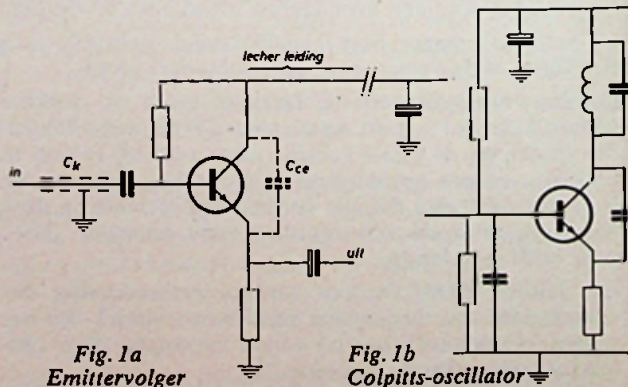 lecher leiding
Ck
in
Cce
uit
Fig. 1a
Emittervolger
Fig. 1b
Colpitts-oscillator